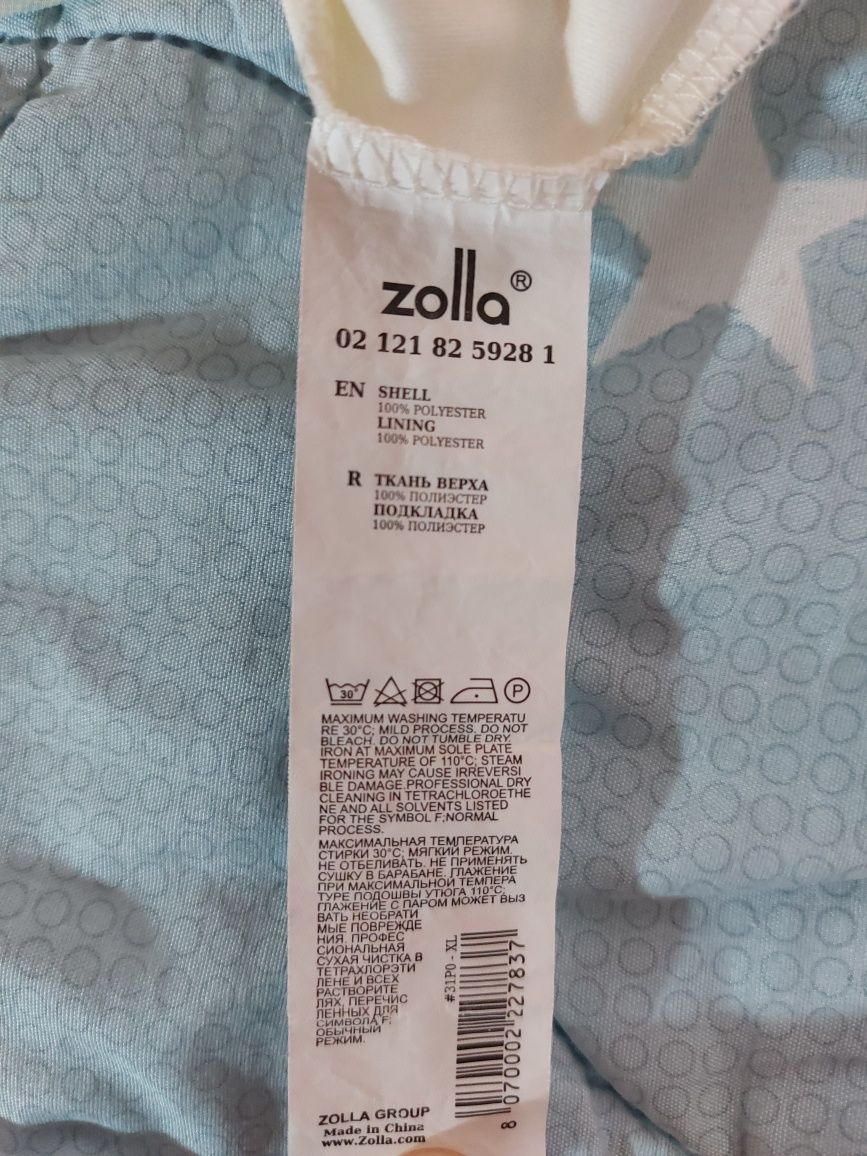 zolla®
02 121 82 5928 1
EN SHELL
100% POLYESTER
LINING
100% POLYESTER
R ТКАНЬ ВЕРХА
100% ПОЛИЭСТЕР
ПОДКЛАДКА
100% ПОЛИЭСТЕР
30° P
MAXIMUM WASHING TEMPERATU
RE 30°C; MILD PROCESS. DO NOT
BLEACH. DO NOT TUMBLE DRY.
IRON AT MAXIMUM SOLE PLATE
TEMPERATURE OF 110°C; STEAM
IRONING MAY CAUSE IRREVERSI
BLE DAMAGE.PROFESSIONAL DRY
CLEANING IN TETRACHLOROETHE
NE AND ALL SOLVENTS LISTED
FOR THE SYMBOL F;NORMAL
PROCESS.
МАКСИМАЛЬНАЯ ТЕМПЕРАТУРА
СТИРКИ 30°C; МЯГКИЙ РЕЖИМ.
НЕ ОТБЕЛИВАТЬ. НЕ ПРИМЕНЯТЬ
СУШКУ В БАРАБАНЕ. ГЛАЖЕНИЕ
ПРИ МАКСИМАЛЬНОЙ ТЕМПЕРА
ТУРЕ ПОДОШВЫ УТЮГА 110°C;
ГЛАЖЕНИЕ С ПАРОМ МОЖЕТ ВЫЗ
ВАТЬ НЕОБРАТИ
МЫЕ ПОВРЕЖДЕ
НИЯ. ПРОФЕС
СИОНАЛЬНАЯ
СУХАЯ ЧИСТКА В
ТЕТРАХЛОРЭТИ
ЛЕНЕ И ВСЕХ
РАСТВОРИТЕ
ЛЯХ, ПЕРЕЧИС
ЛЕННЫХ ДЛЯ
СИМВОЛА F;
ОБЫЧНЫЙ
РЕЖИМ.
#31P0 - XL
8 070002 227837
ZOLLA GROUP
Made in China
www.Zolla.com